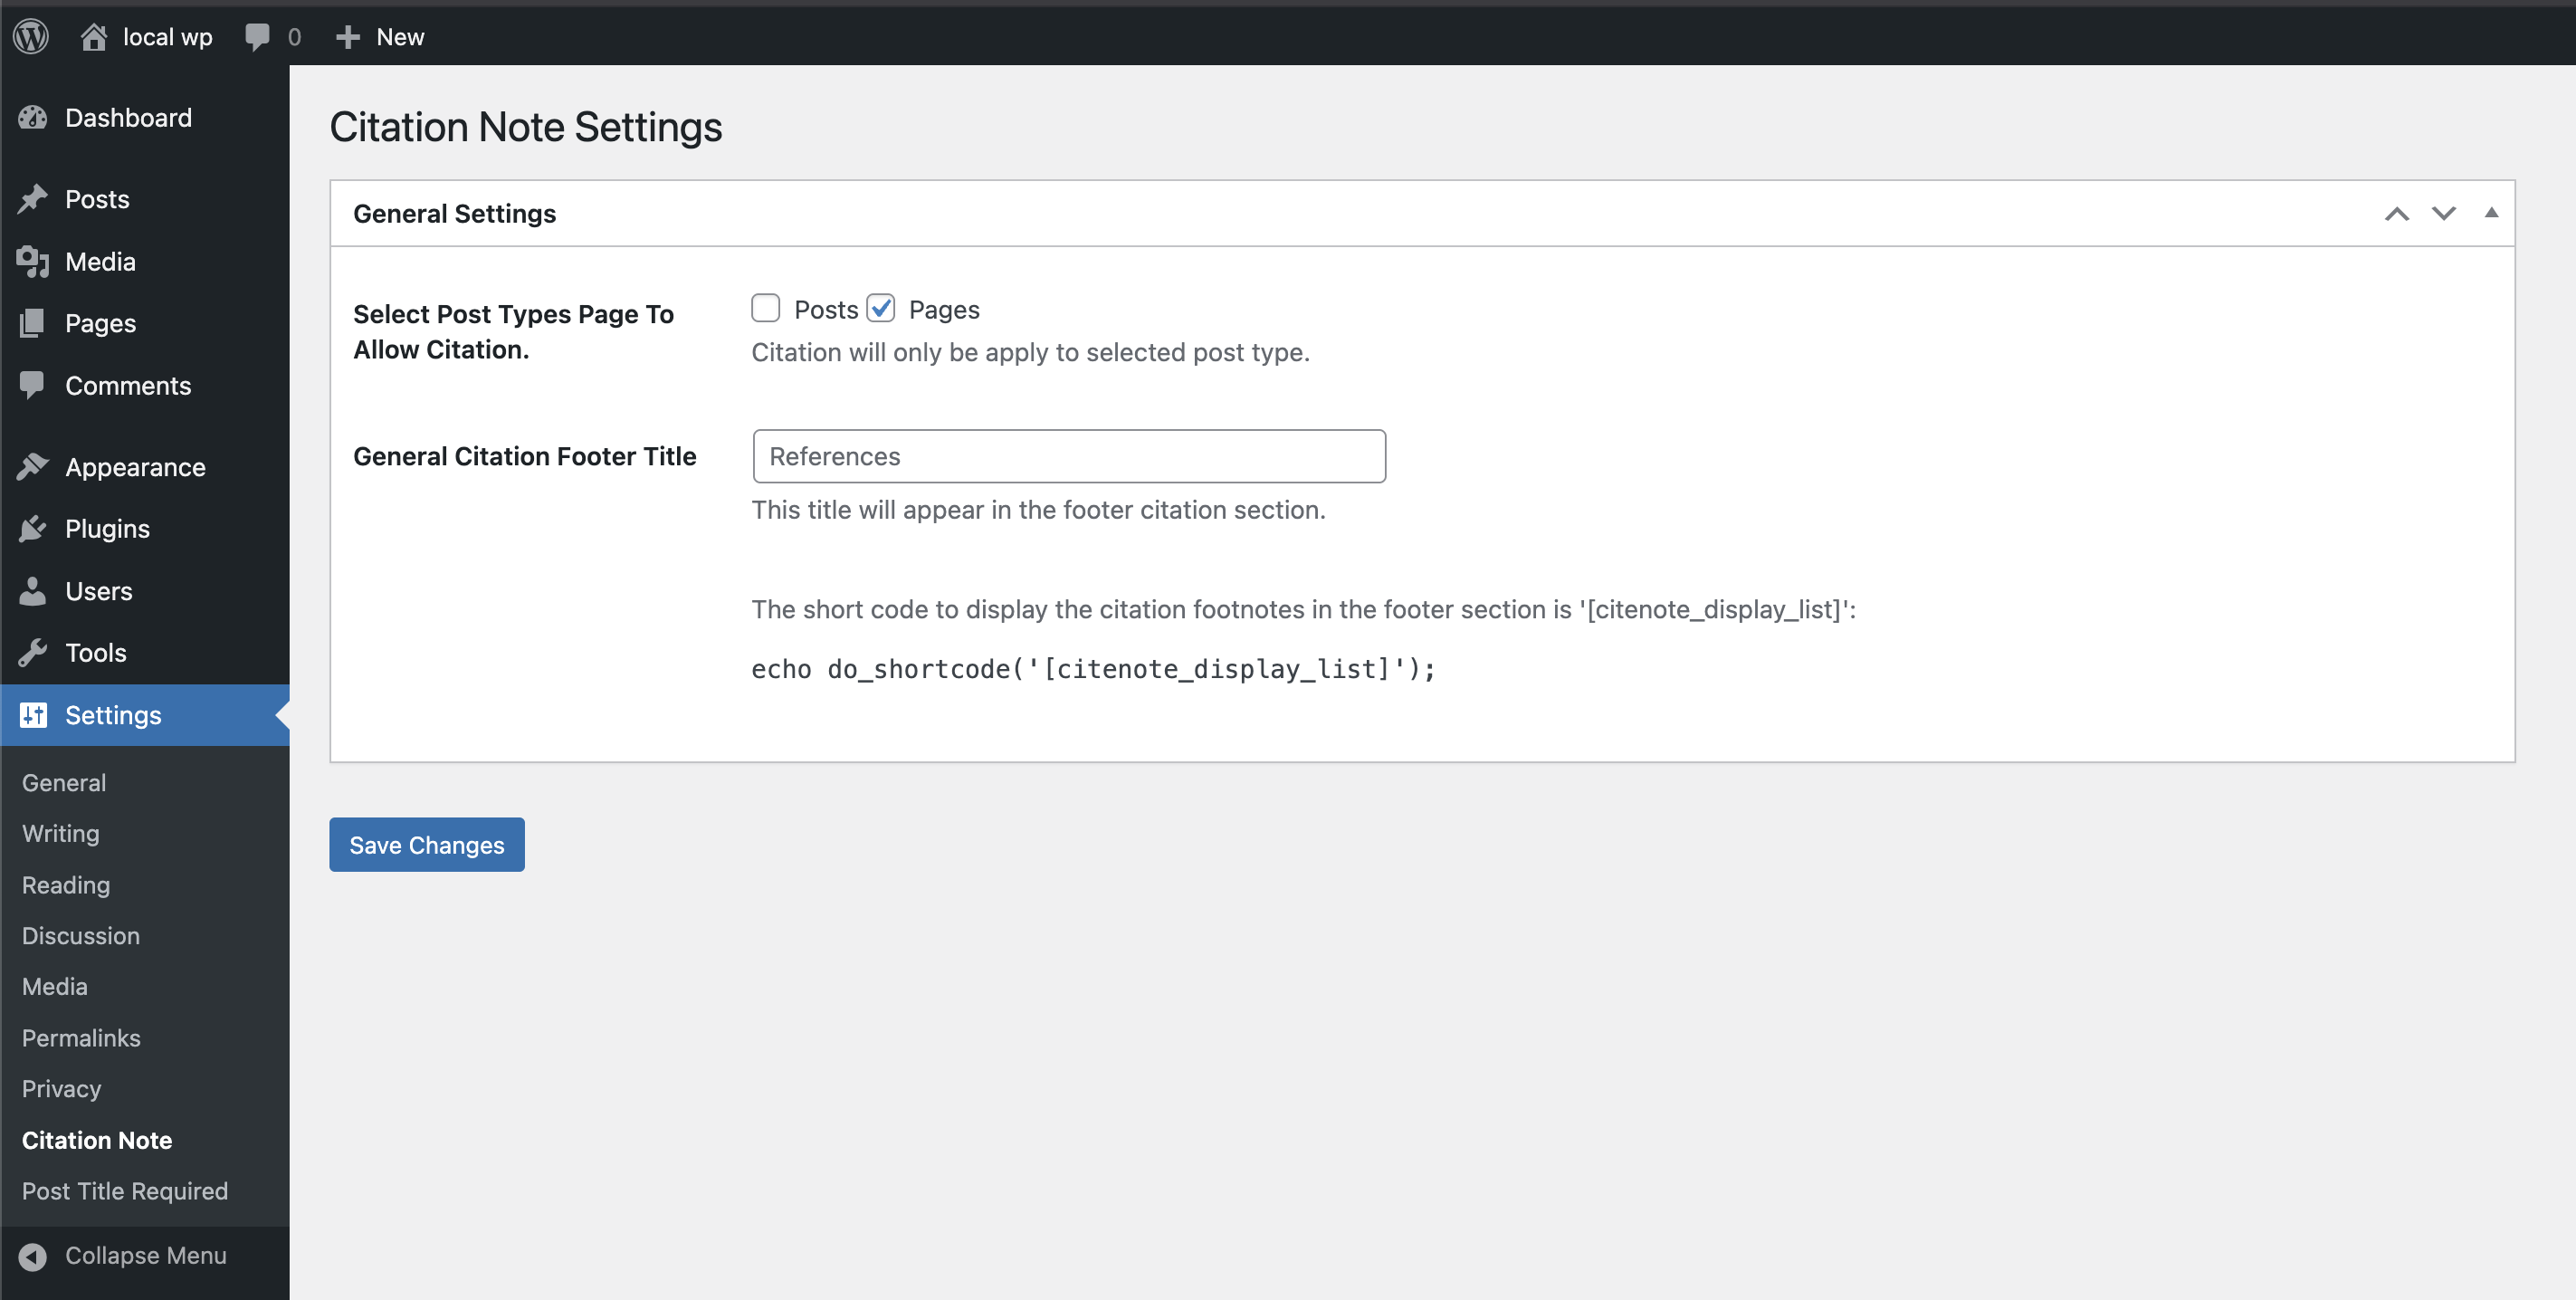 local wp 0 New
Dashboard
Posts
Media
Pages
Comments
Appearance
Plugins
Users
Tools
Settings
General
Writing
Reading
Discussion
Media
Permalinks
Privacy
Citation Note
Post Title Required
Collapse Menu
Citation Note Settings
General Settings
Select Post Types Page To
Allow Citation.
Posts Pages
Citation will only be apply to selected post type.
General Citation Footer Title
References
This title will appear in the footer citation section.
The short code to display the citation footnotes in the footer section is '[citenote_display_list]':
echo do_shortcode('[citenote_display_list]');
Save Changes